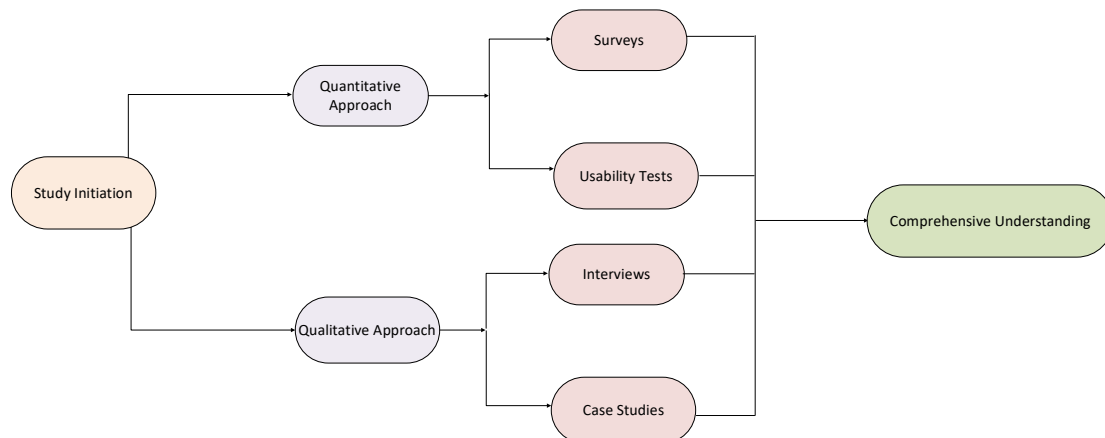 Surveys
Quantitative
Approach
Usability Tests
Study Initiation
Comprehensive Understanding
Interviews
Qualitative Approach
Case Studies